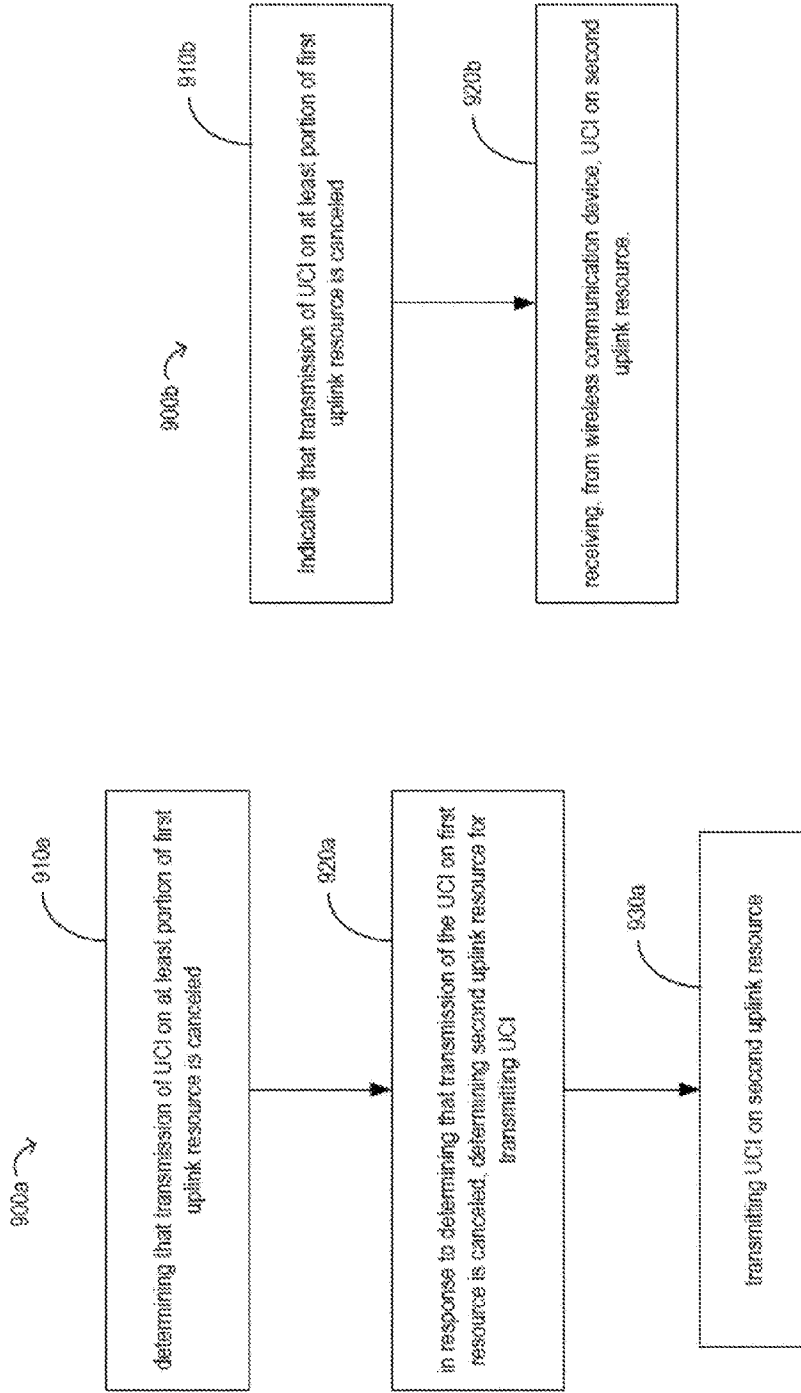 900a
determining that transmission of UCI on at least portion of first
uplink resource is canceled
910a
in response to determining that transmission of the UCI on first
resource is canceled, determining second uplink resource for
transmitting UCI
920a
transmitting UCI on second uplink resource
930a
900b
indicating that transmission of UCI on at least portion of first
uplink resource is canceled
910b
receiving, from wireless communication device, UCI on second
uplink resource.
920b